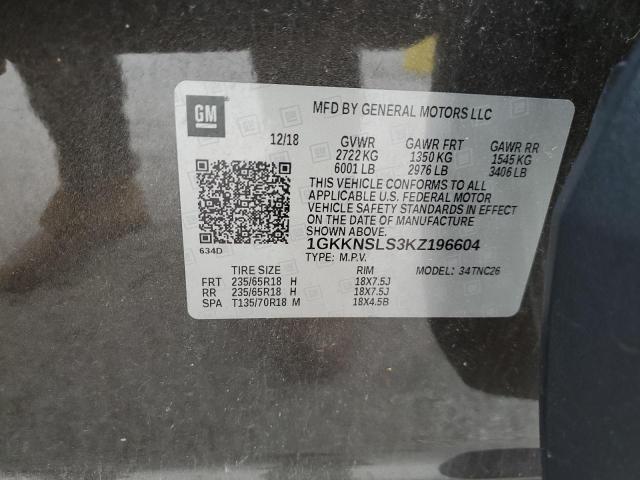 GM
MFD BY GENERAL MOTORS LLC
12/18 GVWR GAWR FRT GAWR RR
2722 KG 1350 KG 1545 KG
6001 LB 2976 LB 3406 LB
THIS VEHICLE CONFORMS TO ALL
APPLICABLE U.S. FEDERAL MOTOR
VEHICLE SAFETY STANDARDS IN EFFECT
ON THE DATE OF MANUFACTURE
SHOWN ABOVE.
634D
1GKKNSLS3KZ196604
TYPE: M.P.V. MODEL: 34TNC26
TIRE SIZE RIM
FRT 235/65R18 H 18X7.5J
RR 235/65R18 H 18X7.5J
SPA T135/70R18 M 18X4.5B